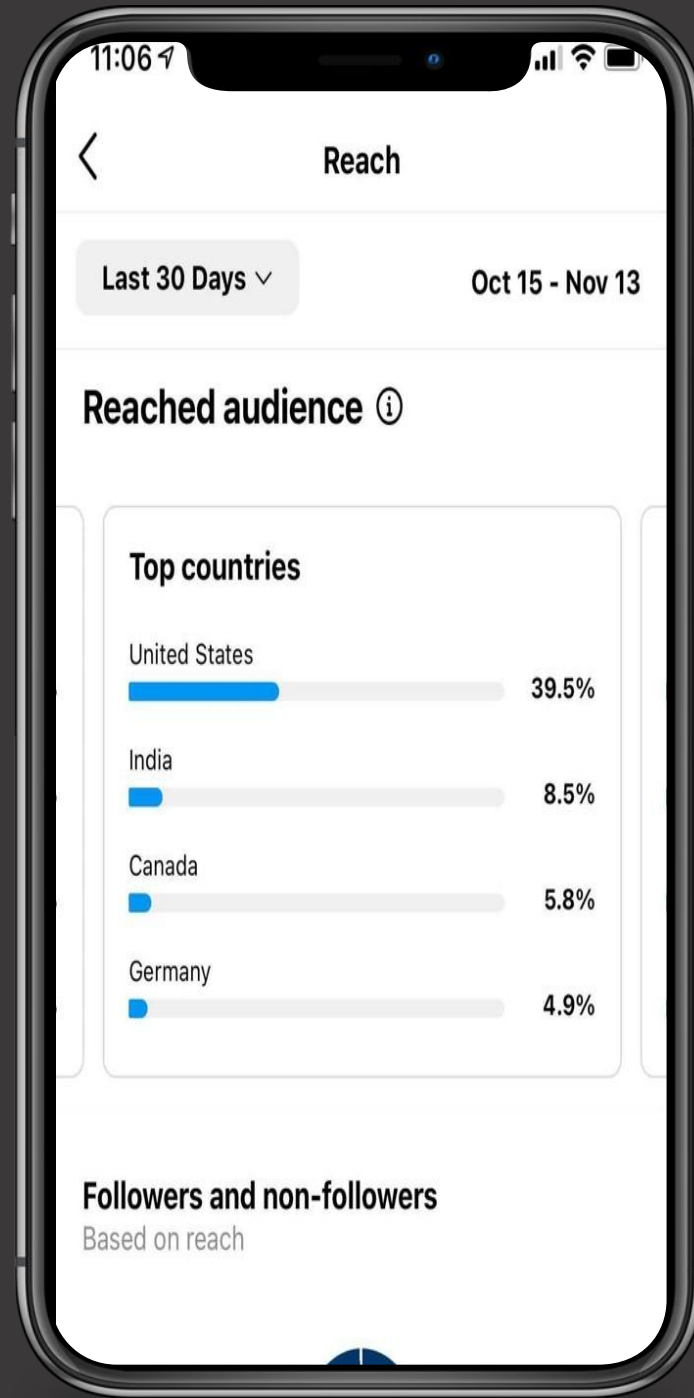 11:06
Reach
Last 30 Days
Oct 15 - Nov 13
Reached audience
Top countries
United States
39.5%
India
8.5%
Canada
5.8%
Germany
4.9%
Followers and non-followers
Based on reach